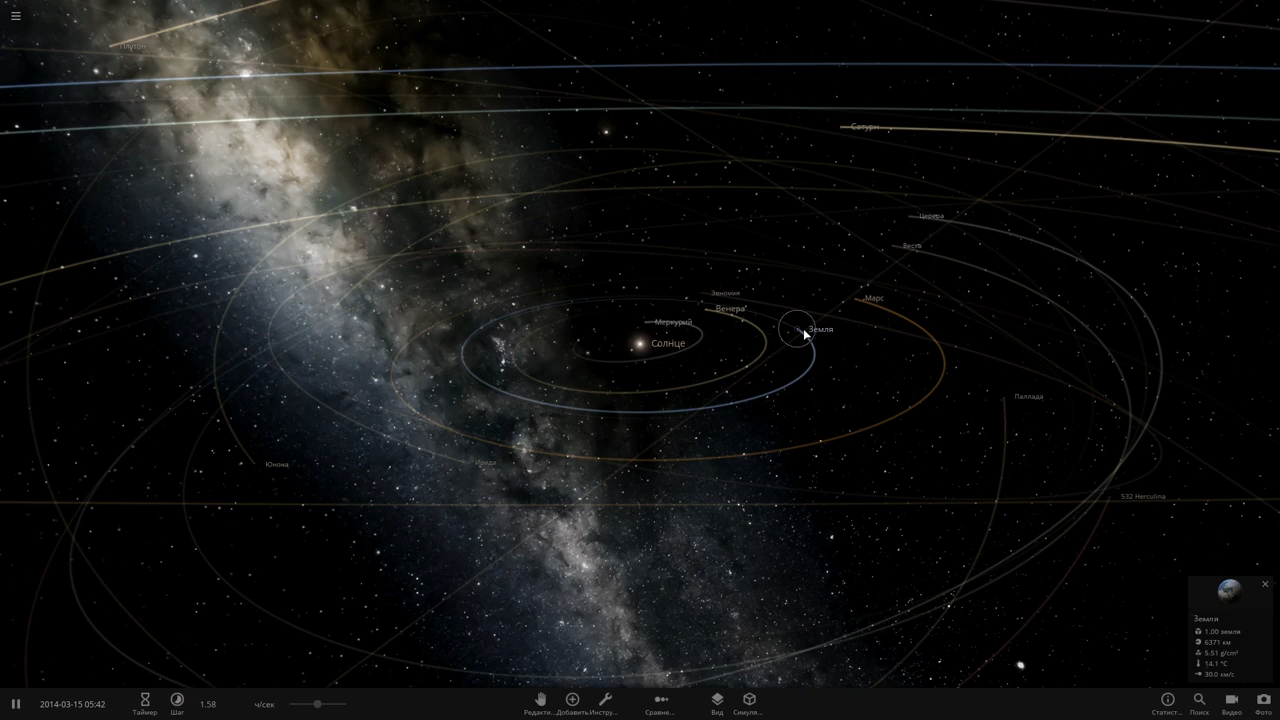 Плутон
Сатурн
Церера
Веста
Эвномия
Марс
Венера
Меркурий
Земля
Солнце
Паллада
Юнона
532 Herculina
Земля
1.00 земля
6371 км
5.51 g/cm³
14.1 °C
30.0 км/с
2014-03-15 05:42
Таймер
Шаг
1.58
ч/сек
Редакти...
Добавить
Инстру...
Сравне...
Вид
Симуля...
Статист...
Поиск
Видео
Фото